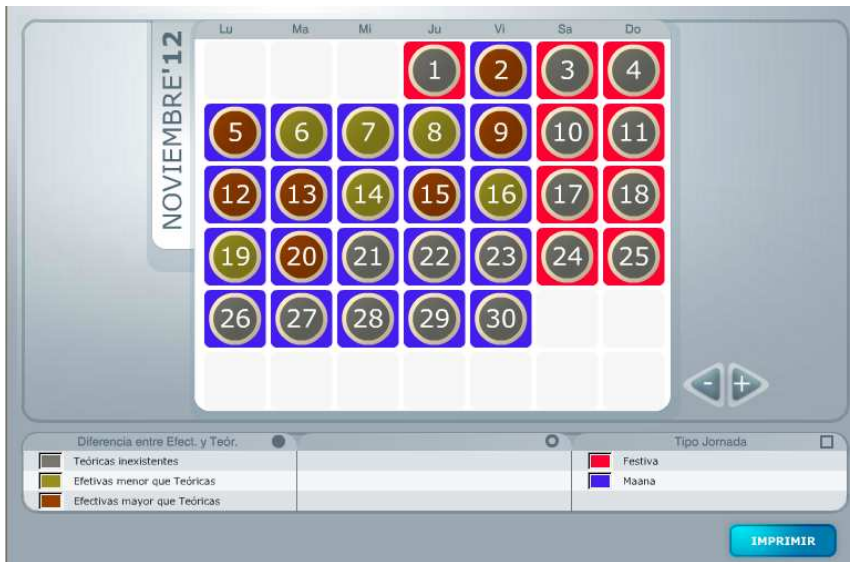 NOVIEMBRE'12
Lu Ma Mi Ju Vi Sa Do
1 2 3 4
5 6 7 8 9 10 11
12 13 14 15 16 17 18
19 20 21 22 23 24 25
26 27 28 29 30
- +
Diferencia entre Efect. y Teór. Tipo Jornada
Teóricas inexistentes Festiva
Efetivas menor que Teóricas Maana
Efectivas mayor que Teóricas
IMPRIMIR